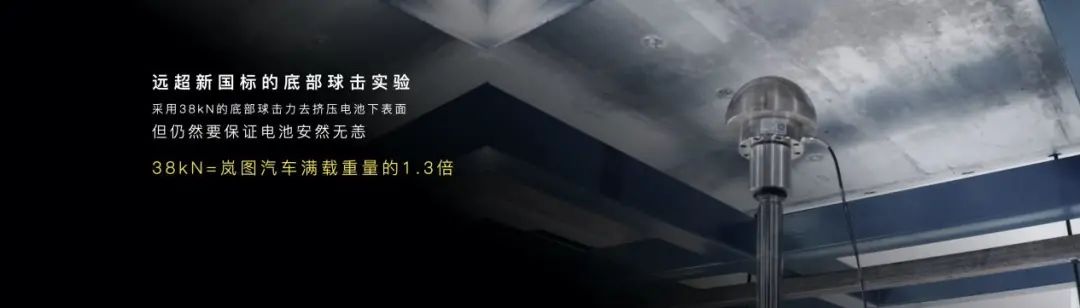 远超新国标的底部球击实验
采用38kN的底部球击力去挤压电池下表面
但仍然要保证电池安然无恙
38kN=岚图汽车满载重量的1.3倍